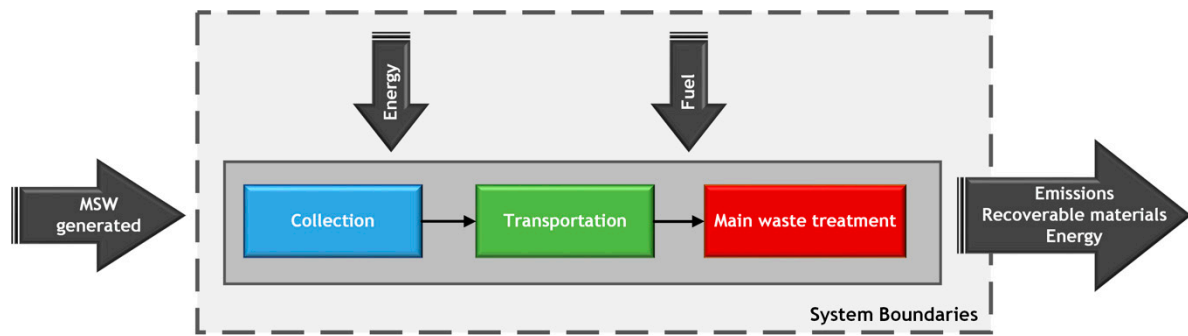 Energy
Fuel
MSW
generated
Collection
Transportation
Main waste treatment
Emissions
Recoverable materials
Energy
System Boundaries